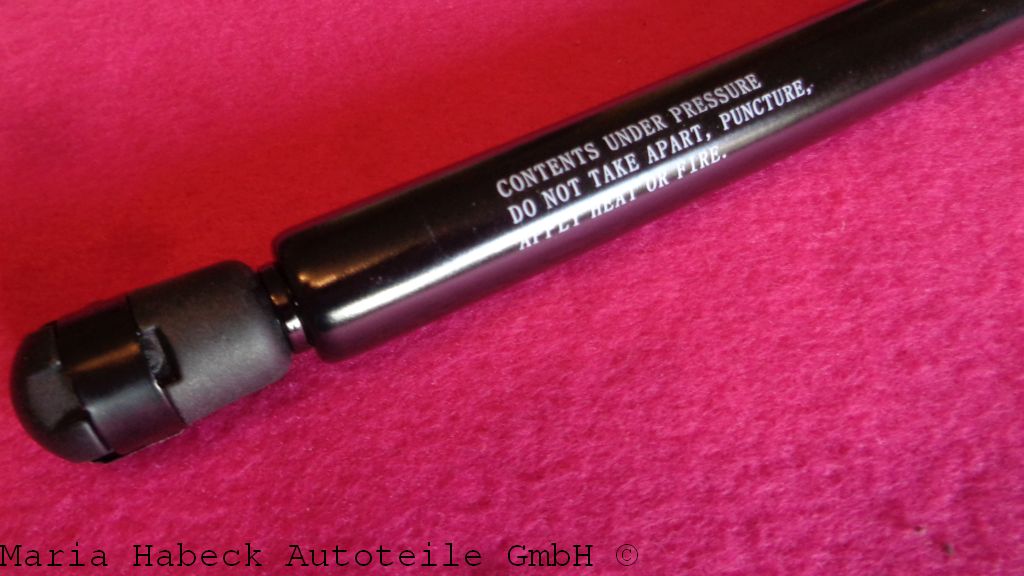 CONTENTS UNDER PRESSURE
DO NOT TAKE APART, PUNCTURE,
APPLY HEAT OR FIRE.
Maria Habeck Autoteile GmbH ©